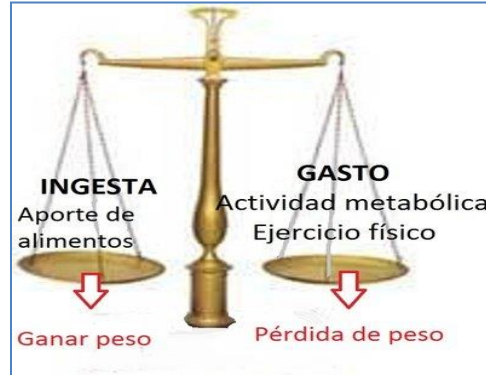 INGESTA
Aporte de
alimentos
Ganar peso
GASTO
Actividad metabólica
Ejercicio físico
Pérdida de peso